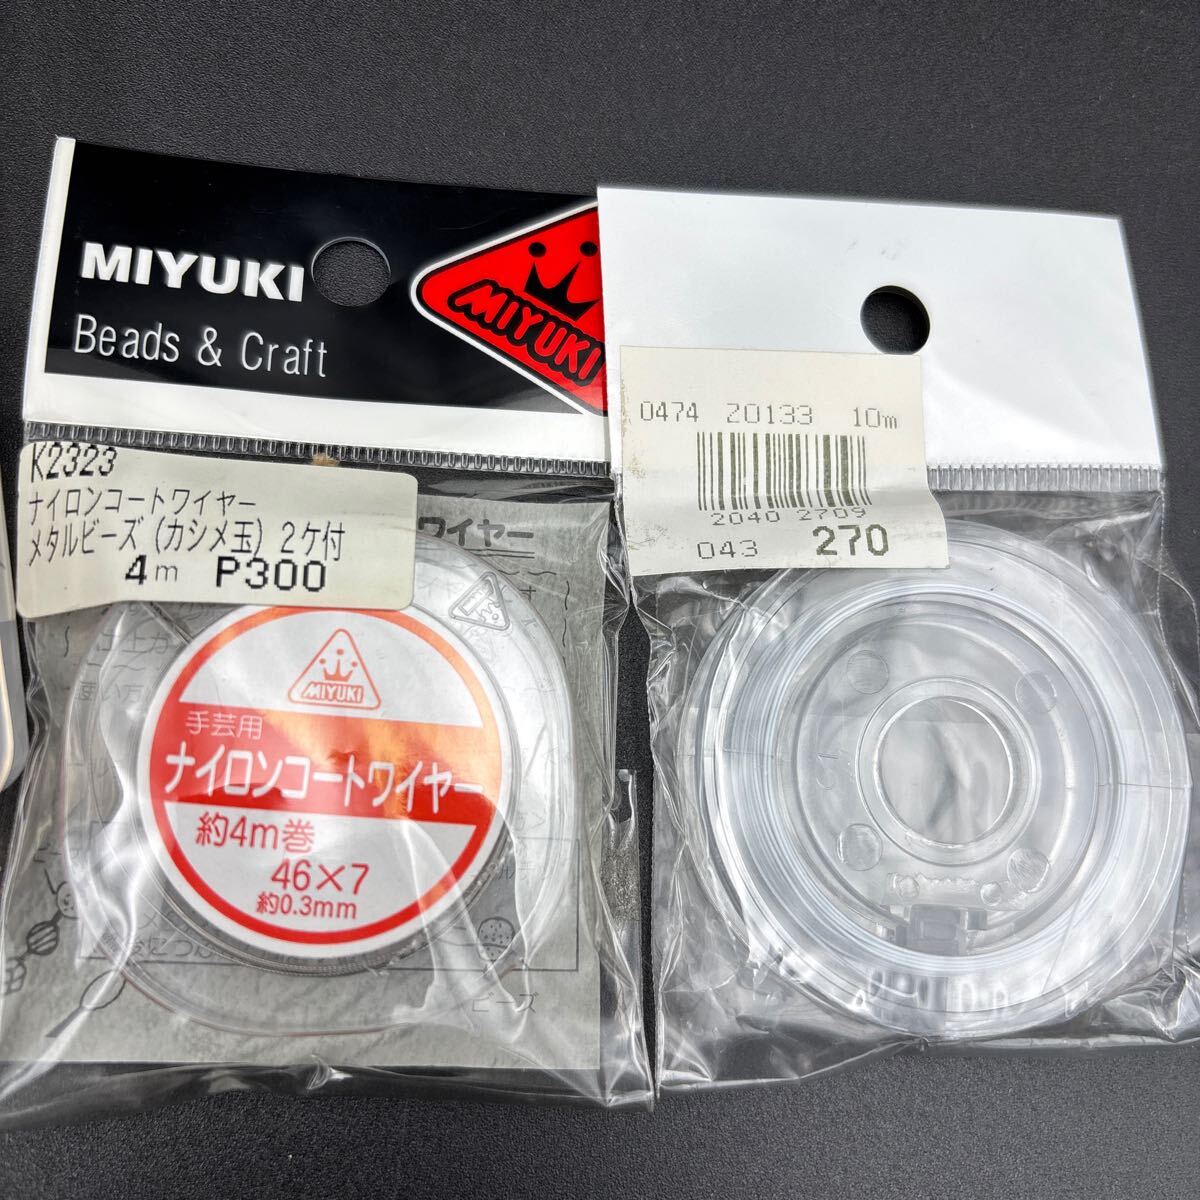 MIYUKI
Beads & Craft
MIYUKI
K2323
ナイロンコートワイヤー
メタルビーズ (カシメ玉) 2ケ付
4m P300
ワイヤー
MIYUKI
手芸用
ナイロンコートワイヤー
約4m巻
46×7
約0.3mm
ビーズ
0474 Z0133 10m
2040 2709
043 270